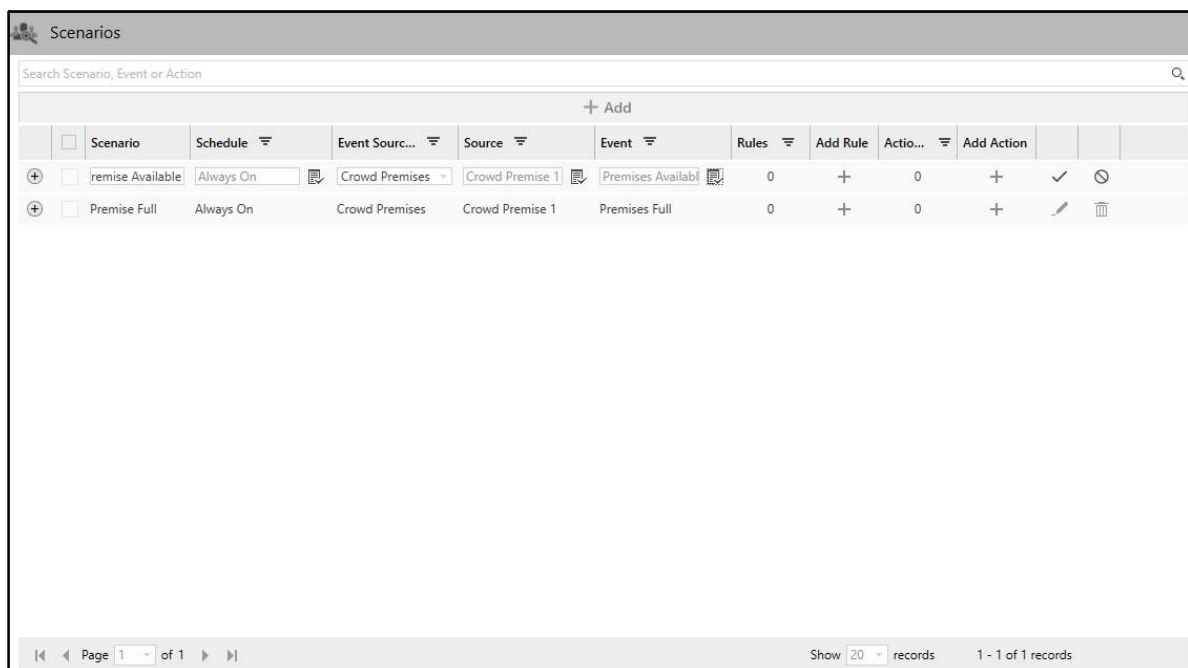 Scenarios
Search Scenario, Event or Action
+ Add
Scenario Schedule Event Sourc... Source Event Rules Add Rule Actio... Add Action
remise Available Always On Crowd Premises Crowd Premise 1 Premises Availabl 0 + 0 +
Premise Full Always On Crowd Premises Crowd Premise 1 Premises Full 0 + 0 +
Page 1 of 1 Show 20 records 1 - 1 of 1 records